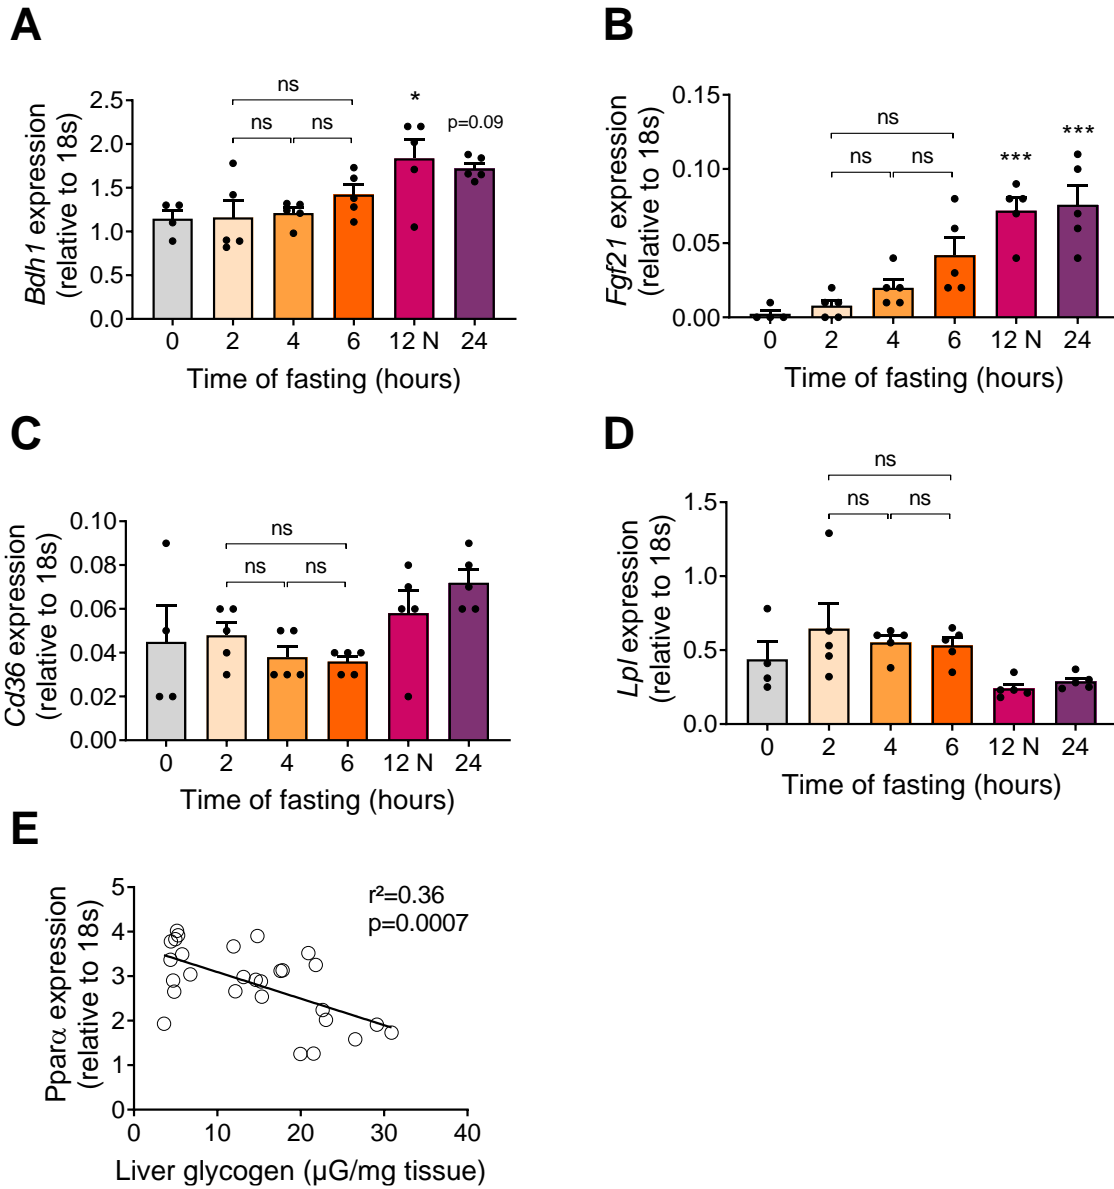 A
Bdh1 expression
(relative to 18s)
2.5
2.0
1.5
1.0
0.5
0.0
ns
ns
ns
*
p=0.09
0
2
4
6
12 N
24
Time of fasting (hours)
B
Fgf21 expression
(relative to 18s)
0.15
0.10
0.05
0.00
ns
ns
ns
***
***
0
2
4
6
12 N
24
Time of fasting (hours)
C
Cd36 expression
(relative to 18s)
0.10
0.08
0.06
0.04
0.02
0.00
ns
ns
ns
0
2
4
6
12 N
24
Time of fasting (hours)
D
Lpl expression
(relative to 18s)
1.5
1.0
0.5
0.0
ns
ns
ns
0
2
4
6
12 N
24
Time of fasting (hours)
E
Pparα expression
(relative to 18s)
5
4
3
2
1
0
r²=0.36
p=0.0007
0
10
20
30
40
Liver glycogen (µG/mg tissue)